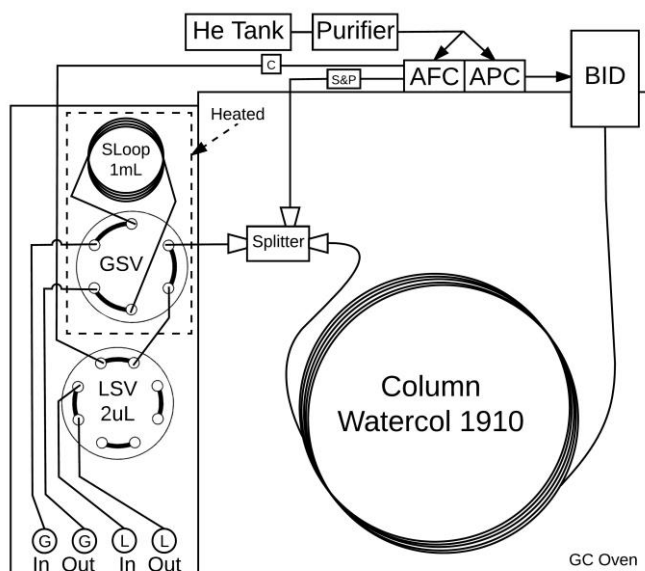 He Tank
Purifier
C
S&P
AFC
APC
BID
Heated
SLoop
1mL
GSV
Splitter
LSV
2uL
Column
Watercol 1910
G
G
L
L
In
Out
In
Out
GC Oven